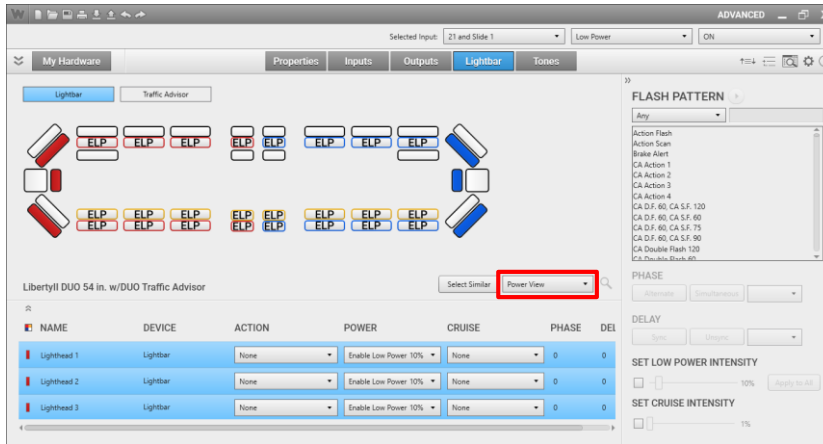 W ADVANCED
Selected Input: 21 and Slide 1 Low Power ON
My Hardware Properties Inputs Outputs Lightbar Tones
Lightbar Traffic Advisor
ELP ELP ELP ELP ELP ELP ELP ELP
ELP ELP ELP ELP ELP ELP ELP ELP
ELP ELP ELP ELP ELP ELP ELP ELP
LibertyII DUO 54 in. w/DUO Traffic Advisor
Select Similar Power View
NAME DEVICE ACTION POWER CRUISE PHASE DEL
Lighthead 1 Lightbar None Enable Low Power 10% None 0 0
Lighthead 2 Lightbar None Enable Low Power 10% None 0 0
Lighthead 3 Lightbar None Enable Low Power 10% None 0 0
FLASH PATTERN
Any
Action Flash
Action Scan
Brake Alert
CA Action 1
CA Action 2
CA Action 3
CA Action 4
CA D.F. 60, CA S.F. 120
CA D.F. 60, CA S.F. 60
CA D.F. 60, CA S.F. 75
CA D.F. 60, CA S.F. 90
CA Double Flash 120
CA Double Flash 60
PHASE
Alternate Simultaneous
DELAY
Sync Unsync
SET LOW POWER INTENSITY
10% Apply to All
SET CRUISE INTENSITY
1%